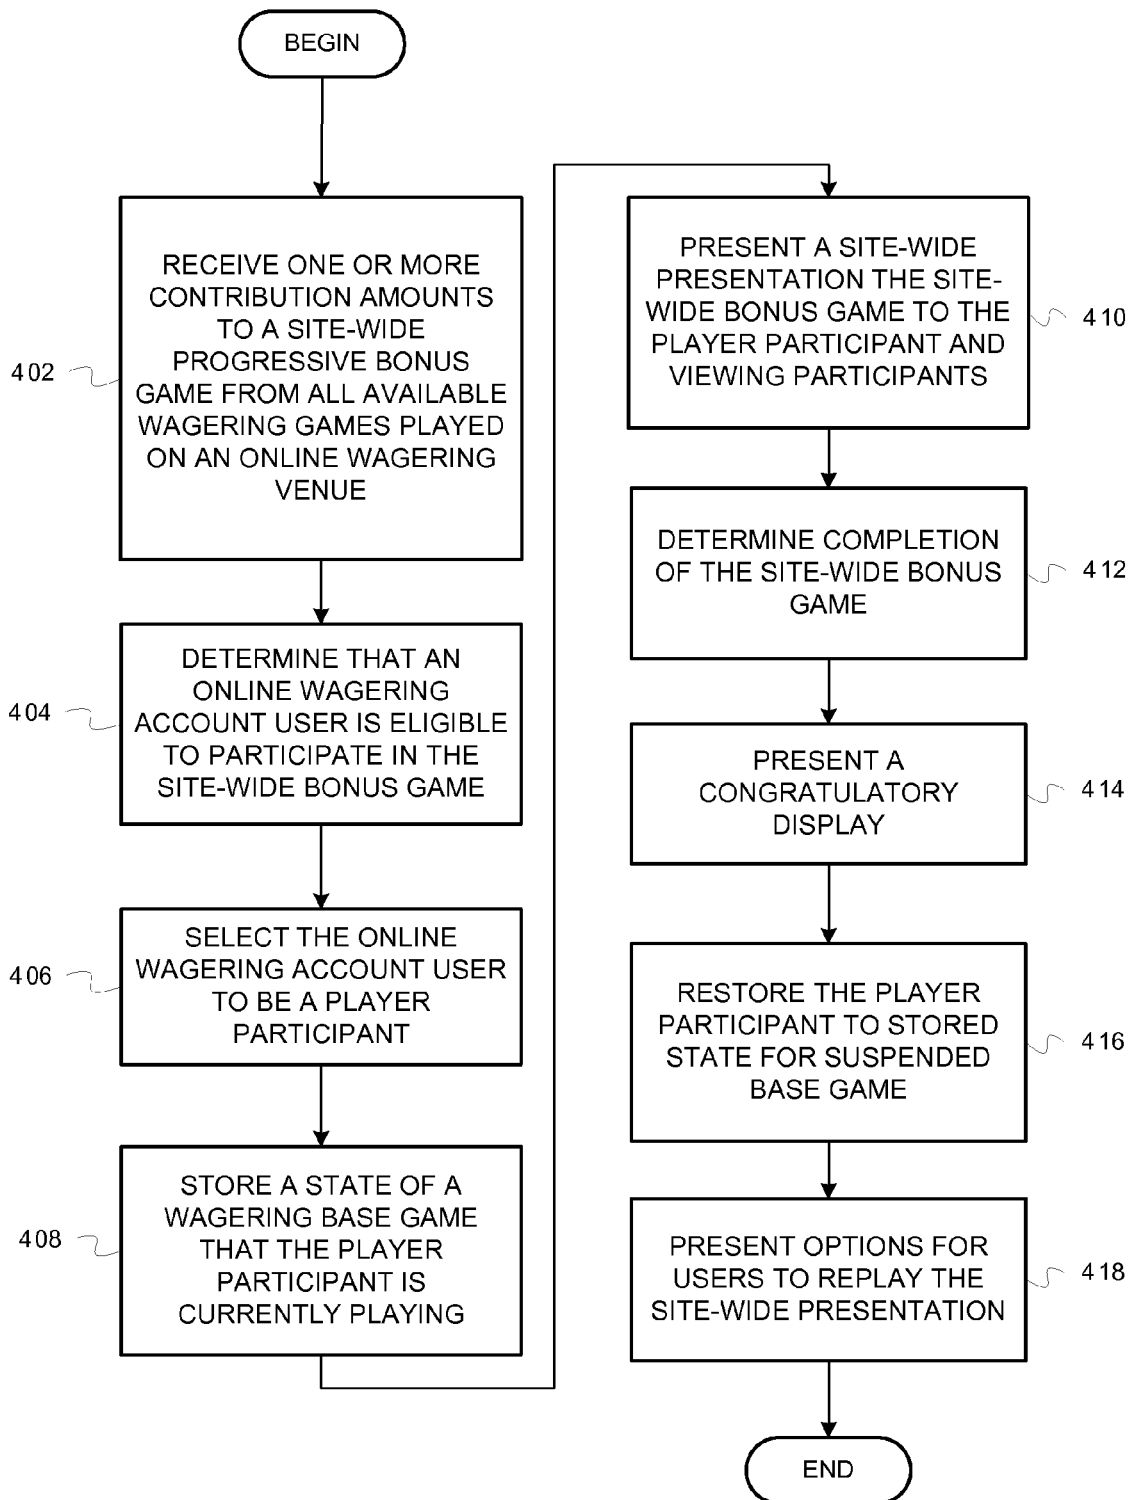 BEGIN
402
RECEIVE ONE OR MORE
CONTRIBUTION AMOUNTS
TO A SITE-WIDE
PROGRESSIVE BONUS
GAME FROM ALL AVAILABLE
WAGERING GAMES PLAYED
ON AN ONLINE WAGERING
VENUE
404
DETERMINE THAT AN
ONLINE WAGERING
ACCOUNT USER IS ELIGIBLE
TO PARTICIPATE IN THE
SITE-WIDE BONUS GAME
406
SELECT THE ONLINE
WAGERING ACCOUNT USER
TO BE A PLAYER
PARTICIPANT
408
STORE A STATE OF A
WAGERING BASE GAME
THAT THE PLAYER
PARTICIPANT IS
CURRENTLY PLAYING
PRESENT A SITE-WIDE
PRESENTATION THE SITE-
WIDE BONUS GAME TO THE
PLAYER PARTICIPANT AND
VIEWING PARTICIPANTS
410
DETERMINE COMPLETION
OF THE SITE-WIDE BONUS
GAME
412
PRESENT A
CONGRATULATORY
DISPLAY
414
RESTORE THE PLAYER
PARTICIPANT TO STORED
STATE FOR SUSPENDED
BASE GAME
416
PRESENT OPTIONS FOR
USERS TO REPLAY THE
SITE-WIDE PRESENTATION
418
END